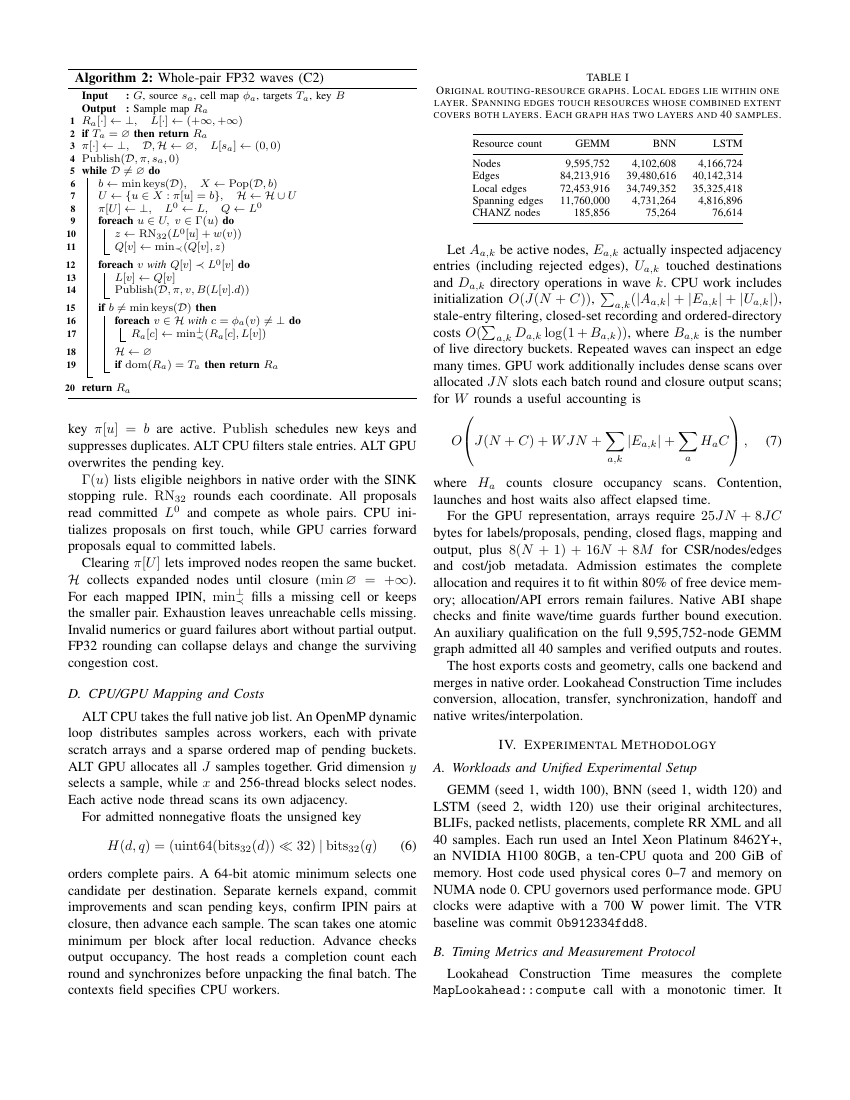 Algorithm 2: Whole-pair FP32 waves (C2)
Input : G, source s_a, cell map ϕ_a, targets T_a, key B
Output : Sample map R_a
1 R_a[·] ← ⊥, L[·] ← (+∞, +∞)
2 if T_a = ∅ then return R_a
3 π[·] ← ⊥, D, H ← ∅, L[s_a] ← (0, 0)
4 Publish(D, π, s_a, 0)
5 while D ≠ ∅ do
6 b ← min keys(D), X ← Pop(D, b)
7 U ← {u ∈ X : π[u] = b}, H ← H ∪ U
8 π[U] ← ⊥, L^0 ← L, Q ← L^0
9 foreach u ∈ U, v ∈ Γ(u) do
10 z ← RN_32(L^0[u] + w(v))
11 Q[v] ← min_≺(Q[v], z)
12 foreach v with Q[v] ≺ L^0[v] do
13 L[v] ← Q[v]
14 Publish(D, π, v, B(L[v].d))
15 if b ≠ min keys(D) then
16 foreach v ∈ H with c = ϕ_a(v) ≠ ⊥ do
17 R_a[c] ← min^⊥_≺(R_a[c], L[v])
18 H ← ∅
19 if dom(R_a) = T_a then return R_a
20 return R_a
key π[u] = b are active. Publish schedules new keys and
suppresses duplicates. ALT CPU filters stale entries. ALT GPU
overwrites the pending key.
Γ(u) lists eligible neighbors in native order with the SINK
stopping rule. RN_32 rounds each coordinate. All proposals
read committed L^0 and compete as whole pairs. CPU ini-
tializes proposals on first touch, while GPU carries forward
proposals equal to committed labels.
Clearing π[U] lets improved nodes reopen the same bucket.
H collects expanded nodes until closure (min ∅ = +∞).
For each mapped IPIN, min^⊥_≺ fills a missing cell or keeps
the smaller pair. Exhaustion leaves unreachable cells missing.
Invalid numerics or guard failures abort without partial output.
FP32 rounding can collapse delays and change the surviving
congestion cost.
D. CPU/GPU Mapping and Costs
ALT CPU takes the full native job list. An OpenMP dynamic
loop distributes samples across workers, each with private
scratch arrays and a sparse ordered map of pending buckets.
ALT GPU allocates all J samples together. Grid dimension y
selects a sample, while x and 256-thread blocks select nodes.
Each active node thread scans its own adjacency.
For admitted nonnegative floats the unsigned key
H(d, q) = (uint64(bits_32(d)) ≪ 32) | bits_32(q) (6)
orders complete pairs. A 64-bit atomic minimum selects one
candidate per destination. Separate kernels expand, commit
improvements and scan pending keys, confirm IPIN pairs at
closure, then advance each sample. The scan takes one atomic
minimum per block after local reduction. Advance checks
output occupancy. The host reads a completion count each
round and synchronizes before unpacking the final batch. The
contexts field specifies CPU workers.
TABLE I
ORIGINAL ROUTING-RESOURCE GRAPHS. LOCAL EDGES LIE WITHIN ONE
LAYER. SPANNING EDGES TOUCH RESOURCES WHOSE COMBINED EXTENT
COVERS BOTH LAYERS. EACH GRAPH HAS TWO LAYERS AND 40 SAMPLES.
Resource count GEMM BNN LSTM
Nodes 9,595,752 4,102,608 4,166,724
Edges 84,213,916 39,480,616 40,142,314
Local edges 72,453,916 34,749,352 35,325,418
Spanning edges 11,760,000 4,731,264 4,816,896
CHANZ nodes 185,856 75,264 76,614
Let A_{a,k} be active nodes, E_{a,k} actually inspected adjacency
entries (including rejected edges), U_{a,k} touched destinations
and D_{a,k} directory operations in wave k. CPU work includes
initialization O(J(N + C)), ∑_{a,k}(|A_{a,k}| + |E_{a,k}| + |U_{a,k}|),
stale-entry filtering, closed-set recording and ordered-directory
costs O(∑_{a,k} D_{a,k} log(1 + B_{a,k})), where B_{a,k} is the number
of live directory buckets. Repeated waves can inspect an edge
many times. GPU work additionally includes dense scans over
allocated JN slots each batch round and closure output scans;
for W rounds a useful accounting is
O(J(N + C) + WJN + ∑_{a,k} |E_{a,k}| + ∑_a H_a C), (7)
where H_a counts closure occupancy scans. Contention,
launches and host waits also affect elapsed time.
For the GPU representation, arrays require 25JN + 8JC
bytes for labels/proposals, pending, closed flags, mapping and
output, plus 8(N + 1) + 16N + 8M for CSR/nodes/edges
and cost/job metadata. Admission estimates the complete
allocation and requires it to fit within 80% of free device mem-
ory; allocation/API errors remain failures. Native ABI shape
checks and finite wave/time guards further bound execution.
An auxiliary qualification on the full 9,595,752-node GEMM
graph admitted all 40 samples and verified outputs and routes.
The host exports costs and geometry, calls one backend and
merges in native order. Lookahead Construction Time includes
conversion, allocation, transfer, synchronization, handoff and
native writes/interpolation.
IV. EXPERIMENTAL METHODOLOGY
A. Workloads and Unified Experimental Setup
GEMM (seed 1, width 100), BNN (seed 1, width 120) and
LSTM (seed 2, width 120) use their original architectures,
BLIFs, packed netlists, placements, complete RR XML and all
40 samples. Each run used an Intel Xeon Platinum 8462Y+,
an NVIDIA H100 80GB, a ten-CPU quota and 200 GiB of
memory. Host code used physical cores 0–7 and memory on
NUMA node 0. CPU governors used performance mode. GPU
clocks were adaptive with a 700 W power limit. The VTR
baseline was commit 0b912334fdd8.
B. Timing Metrics and Measurement Protocol
Lookahead Construction Time measures the complete
MapLookahead::compute call with a monotonic timer. It